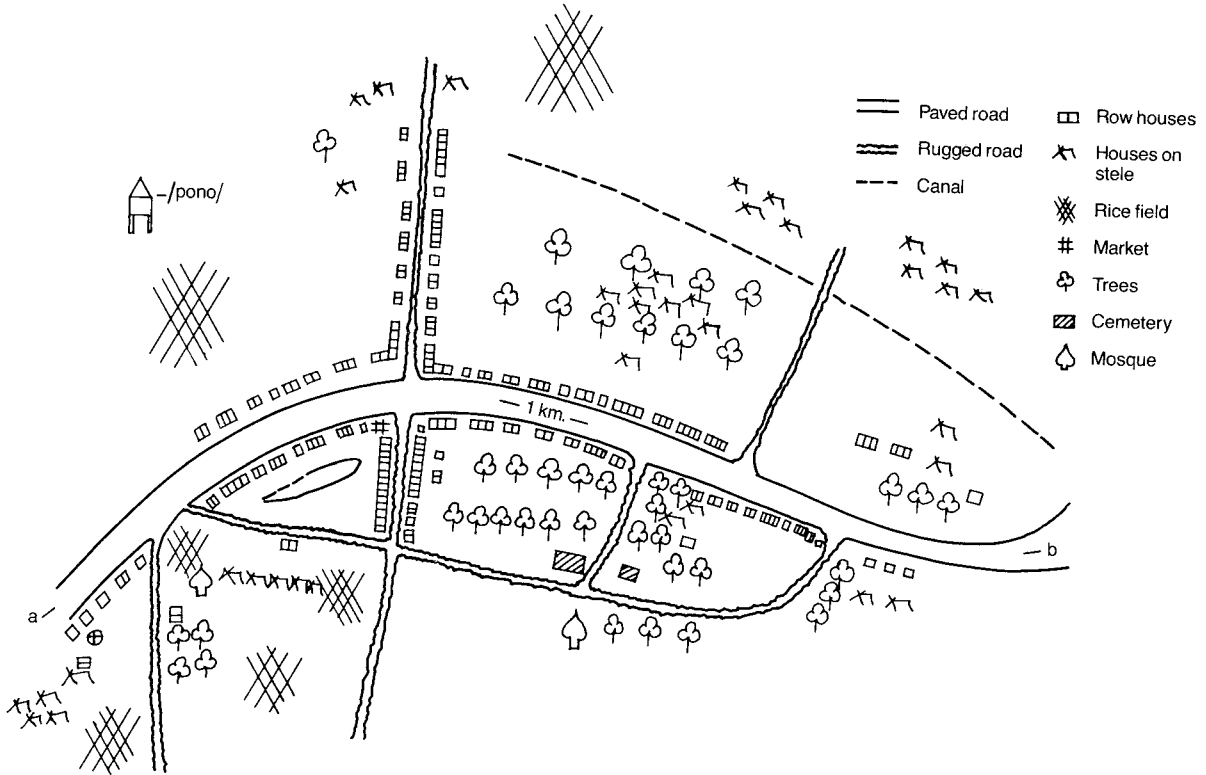 –/pono/
— 1 km. —
a –
– b
Paved road
Rugged road
Canal
Row houses
Houses on
stele
Rice field
Market
Trees
Cemetery
Mosque